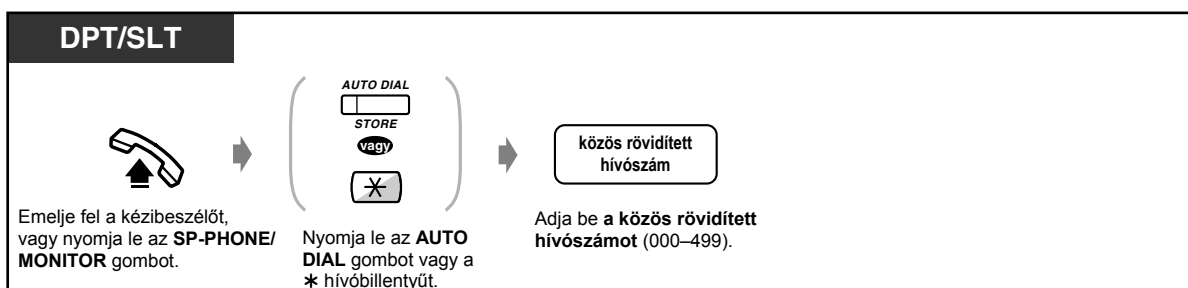 DPT/SLT
AUTO DIAL
STORE
vagy
közös rövidített
hívószám
Emelje fel a kézibeszélőt,
vagy nyomja le az SP-PHONE/
MONITOR gombot.
Nyomja le az AUTO
DIAL gombot vagy a
* hívóbillentyűt.
Adja be a közös rövidített
hívószámot (000–499).